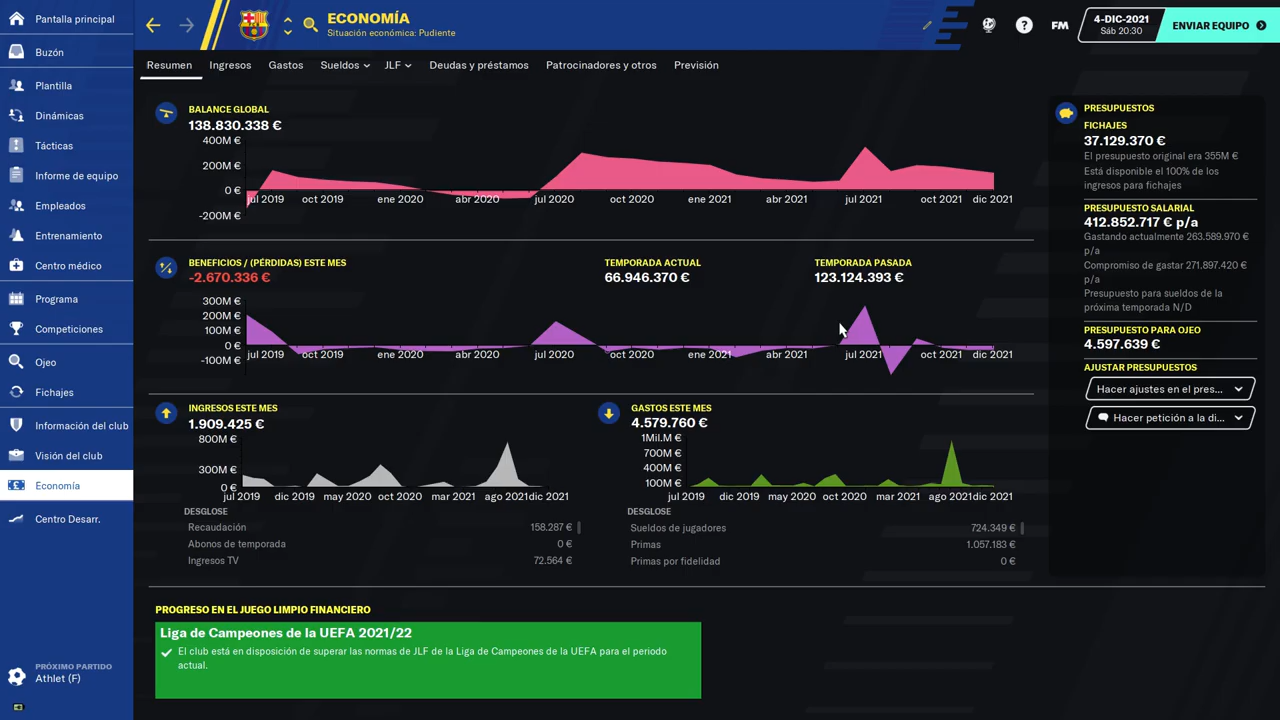 Pantalla principal
Buzón
Plantilla
Dinámicas
Tácticas
Informe de equipo
Empleados
Entrenamiento
Centro médico
Programa
Competiciones
Ojeo
Fichajes
Información del club
Visión del club
Economía
Centro Desarr.
PRÓXIMO PARTIDO
Athlet (F)
ECONOMÍA
Situación económica: Pudiente
?
FM
4-DIC-2021
Sáb 20:30
ENVIAR EQUIPO
Resumen Ingresos Gastos Sueldos JLF Deudas y préstamos Patrocinadores y otros Previsión
BALANCE GLOBAL
138.830.338 €
400M €
200M €
0 €
-200M €
jul 2019 oct 2019 ene 2020 abr 2020 jul 2020 oct 2020 ene 2021 abr 2021 jul 2021 oct 2021 dic 2021
BENEFICIOS / (PÉRDIDAS) ESTE MES
-2.670.336 €
TEMPORADA ACTUAL
66.946.370 €
TEMPORADA PASADA
123.124.393 €
300M €
200M €
100M €
0 €
-100M €
jul 2019 oct 2019 ene 2020 abr 2020 jul 2020 oct 2020 ene 2021 abr 2021 jul 2021 oct 2021 dic 2021
INGRESOS ESTE MES
1.909.425 €
800M €
300M €
0 €
jul 2019 dic 2019 may 2020 oct 2020 mar 2021 ago 2021 dic 2021
DESGLOSE
Recaudación 158.287 €
Abonos de temporada 0 €
Ingresos TV 72.564 €
GASTOS ESTE MES
4.579.760 €
1Mil.M €
700M €
400M €
100M €
jul 2019 dic 2019 may 2020 oct 2020 mar 2021 ago 2021 dic 2021
DESGLOSE
Sueldos de jugadores 724.349 €
Primas 1.057.183 €
Primas por fidelidad 0 €
PROGRESO EN EL JUEGO LIMPIO FINANCIERO
Liga de Campeones de la UEFA 2021/22
El club está en disposición de superar las normas de JLF de la Liga de Campeones de la UEFA para el periodo
actual.
PRESUPUESTOS
FICHAJES
37.129.370 €
El presupuesto original era 355M €
Está disponible el 100% de los
ingresos para fichajes
PRESUPUESTO SALARIAL
412.852.717 € p/a
Gastando actualmente 263.589.970 €
p/a
Compromiso de gastar 271.897.420 €
p/a
Presupuesto para sueldos de la
próxima temporada N/D
PRESUPUESTO PARA OJEO
4.597.639 €
AJUSTAR PRESUPUESTOS
Hacer ajustes en el pres...
Hacer petición a la di...